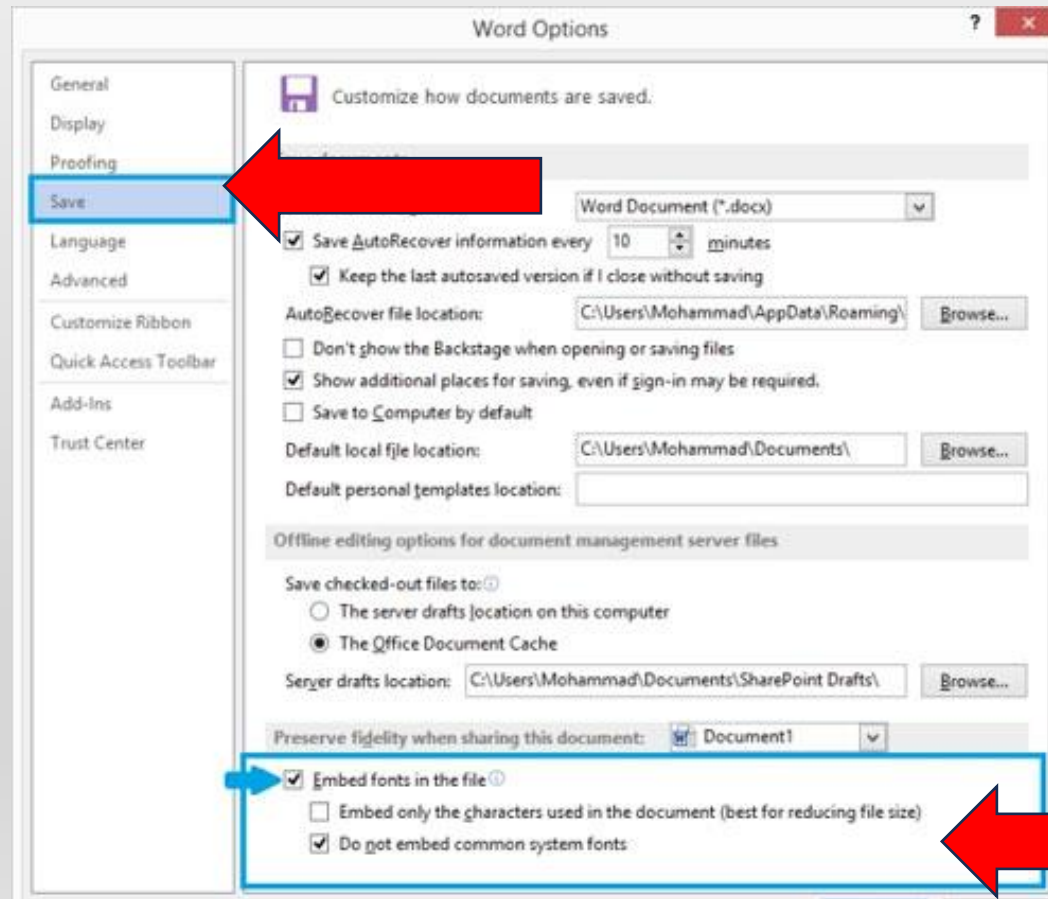 Word Options
?
General
Display
Proofing
Save
Language
Advanced
Customize Ribbon
Quick Access Toolbar
Add-Ins
Trust Center
Customize how documents are saved.
Word Document (*.docx)
Save AutoRecover information every 10 minutes
Keep the last autosaved version if I close without saving
AutoRecover file location: C:\Users\Mohammad\AppData\Roaming\ Browse...
Don't show the Backstage when opening or saving files
Show additional places for saving, even if sign-in may be required.
Save to Computer by default
Default local file location: C:\Users\Mohammad\Documents\ Browse...
Default personal templates location:
Offline editing options for document management server files
Save checked-out files to:
The server drafts location on this computer
The Office Document Cache
Server drafts location: C:\Users\Mohammad\Documents\SharePoint Drafts\ Browse...
Preserve fidelity when sharing this document: Document1
Embed fonts in the file
Embed only the characters used in the document (best for reducing file size)
Do not embed common system fonts